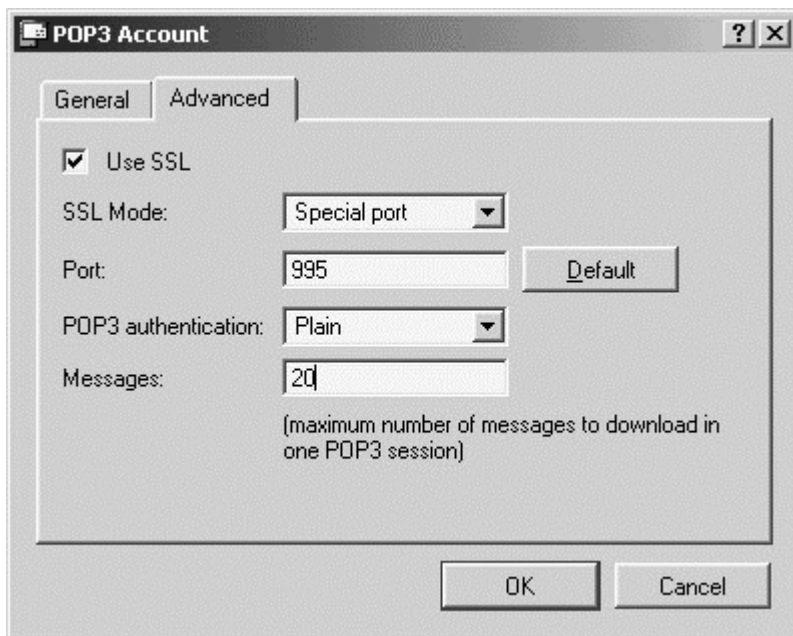 POP3 Account
General Advanced
Use SSL
SSL Mode: Special port
Port: 995 Default
POP3 authentication: Plain
Messages: 20
(maximum number of messages to download in
one POP3 session)
OK Cancel